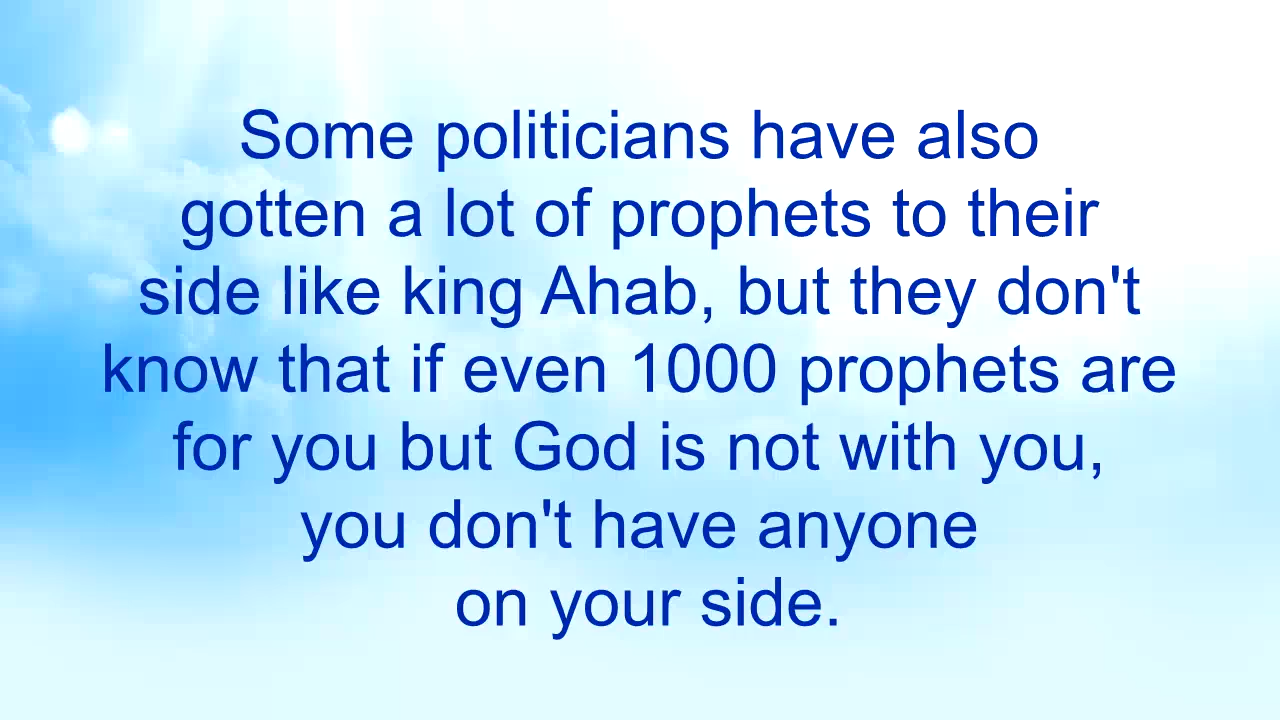 Some politicians have also
gotten a lot of prophets to their
side like king Ahab, but they don't
know that if even 1000 prophets are
for you but God is not with you,
you don't have anyone
on your side.